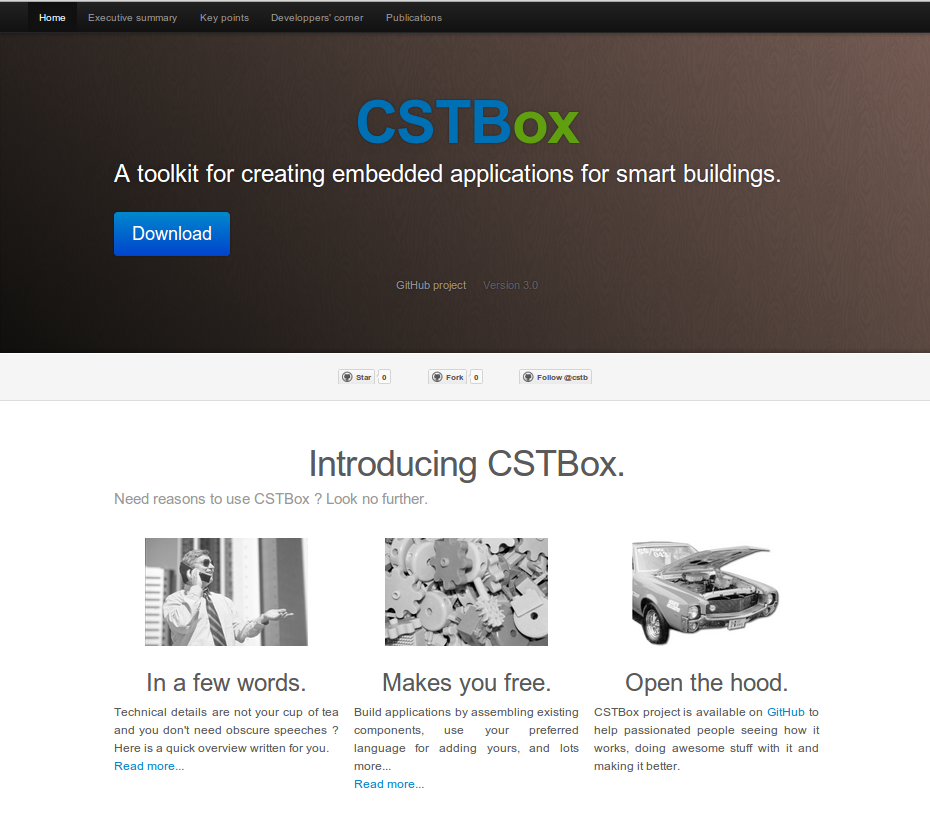 Home Executive summary Key points Developpers' corner Publications
CSTBox
A toolkit for creating embedded applications for smart buildings.
Download
GitHub project Version 3.0
Star 0 Fork 0 Follow @cstb
Introducing CSTBox.
Need reasons to use CSTBox ? Look no further.
In a few words.
Technical details are not your cup of tea
and you don't need obscure speeches ?
Here is a quick overview written for you.
Read more...
Makes you free.
Build applications by assembling existing
components, use your preferred
language for adding yours, and lots
more...
Read more...
Open the hood.
CSTBox project is available on GitHub to
help passionated people seeing how it
works, doing awesome stuff with it and
making it better.